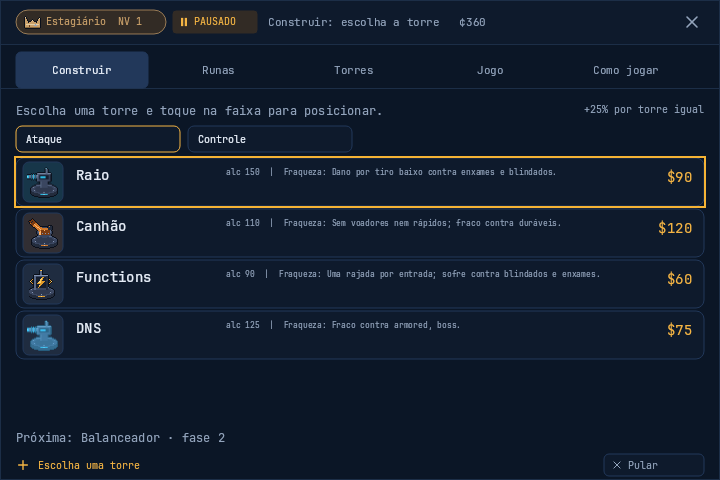 Estagiário NV 1
PAUSADO
Construir: escolha a torre $360
Construir
Runas
Torres
Jogo
Como jogar
Escolha uma torre e toque na faixa para posicionar.
+25% por torre igual
Ataque
Controle
Raio
alc 150 | Fraqueza: Dano por tiro baixo contra enxames e blindados.
$90
Canhão
alc 110 | Fraqueza: Sem voadores nem rápidos; fraco contra duráveis.
$120
Functions
alc 90 | Fraqueza: Uma rajada por entrada; sofre contra blindados e enxames.
$60
DNS
alc 125 | Fraqueza: Fraco contra armored, boss.
$75
Próxima: Balanceador · fase 2
Escolha uma torre
Pular